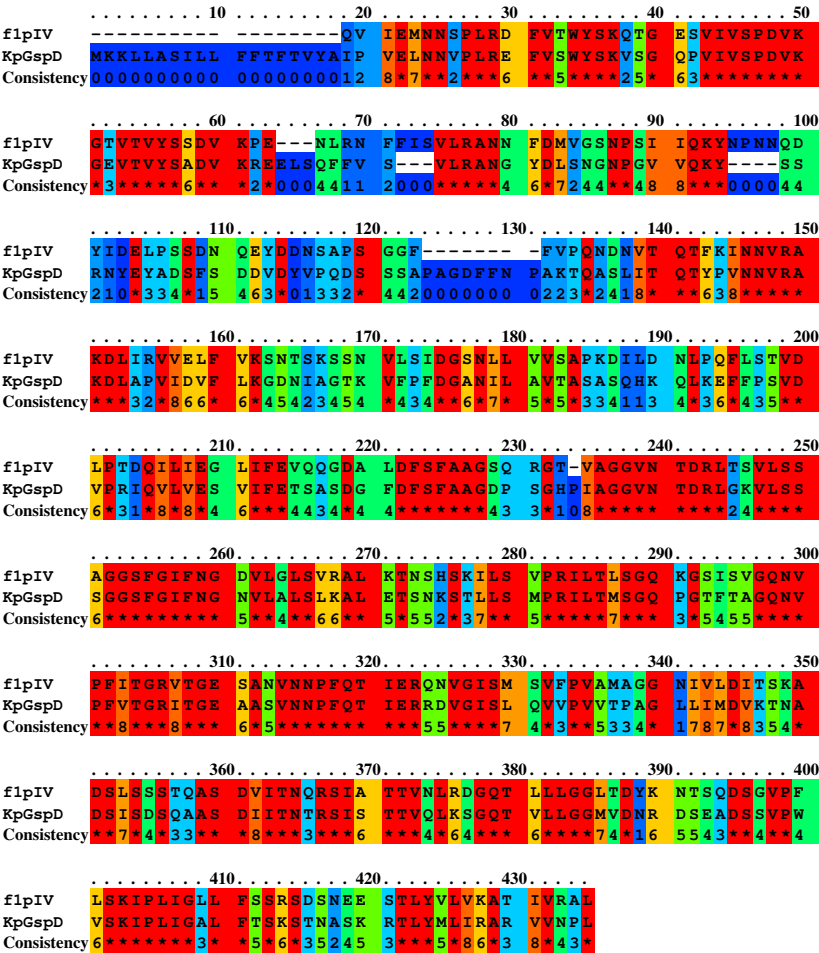 . . . . . . . . . 10 . . . . . . . . . 20 . . . . . . . . . 30 . . . . . . . . . 40 . . . . . . . . . 50
f1pIV ---------- --------QV IEMNNSPLRD FVTWYSKQTG ESVIVSPDVK
KpGspD MKKLLASILL FFTFTVYAIP VELNNVPLRE FVSWYSKVSG QPVIVSPDVK
Consistency 0000000000 0000000012 8*7**2***6 **5****25* 63********
. . . . . . . . . 60 . . . . . . . . . 70 . . . . . . . . . 80 . . . . . . . . . 90 . . . . . . . . . 100
f1pIV GTVTVYSSDV KPE---NLRN FFISVLRANN FDMVGSNPSI IQKYNPNNQD
KpGspD GEVTVYSADV KREELSQFFV S---VLRANG YDLSNGNPGV VQKY----SS
Consistency *3*****6** *2*0004411 2000*****4 6*7244**48 8***000044
. . . . . . . . . 110 . . . . . . . . . 120 . . . . . . . . . 130 . . . . . . . . . 140 . . . . . . . . . 150
f1pIV YIDELPSSDN QEYDDNSAPS GGF------- -FVPQNDNVT QTFKINNVRA
KpGspD RNYEYADSFS DDVDYVPQDS SSAPAGDFFN PAKTQASLIT QTYPVNNVRA
Consistency 210*334*15 463*01332* 4420000000 0223*2418* **638*****
. . . . . . . . . 160 . . . . . . . . . 170 . . . . . . . . . 180 . . . . . . . . . 190 . . . . . . . . . 200
f1pIV KDLIRVVELF VKSNTSKSSN VLSIDGSNLL VVSAPKDILD NLPQFLSTVD
KpGspD KDLAPVIDVF LKGDNIAGTK VFPFDGANIL AVTASASQHK QLKEFFPSVD
Consistency ***32*866* 6*45423454 *434**6*7* 5*5*334113 4*36*435**
. . . . . . . . . 210 . . . . . . . . . 220 . . . . . . . . . 230 . . . . . . . . . 240 . . . . . . . . . 250
f1pIV LPTDQILIEG LIFEVQQGDA LDFSFAAGSQ RGT-VAGGVN TDRLTSVLSS
KpGspD VPRIQVLVES VIFETSASDG FDFSFAAGDP SGHPIAGGVN TDRLGKVLSS
Consistency 6*31*8*8*4 6***4434*4 4*******43 3*108***** ****24****
. . . . . . . . . 260 . . . . . . . . . 270 . . . . . . . . . 280 . . . . . . . . . 290 . . . . . . . . . 300
f1pIV AGGSFGIFNG DVLGLSVRAL KTNSHSKILS VPRILTLSGQ KGSISVGQNV
KpGspD SGGSFGIFNG NVLALSLKAL ETSNKSTLLS MPRILTMSGQ PGTFTAGQNV
Consistency 6********* 5**4**66** 5*552*37** 5*****7*** 3*5455****
. . . . . . . . . 310 . . . . . . . . . 320 . . . . . . . . . 330 . . . . . . . . . 340 . . . . . . . . . 350
f1pIV PFITGRVTGE SANVNNPFQT IERQNVGISM SVFPVAMAGG NIVLDITSKA
KpGspD PFVTGRITGE AASVNNPFQT IERRDVGISL QVVPVVTPAG LLIMDVKTNA
Consistency **8***8*** 6*5******* ***55****7 4*3**5334* 1787*8354*
. . . . . . . . . 360 . . . . . . . . . 370 . . . . . . . . . 380 . . . . . . . . . 390 . . . . . . . . . 400
f1pIV DSLSSSTQAS DVITNQRSIA TTVNLRDGQT LLLGGLTDYK NTSQDSGVPF
KpGspD DSISDSQAAS DIITNTRSIS TTVQLKSGQT VLLGGMVDNR DSEADSSVPW
Consistency **7*4*33** *8***3***6 ***4*64*** 6****74*16 5543**4**4
. . . . . . . . . 410 . . . . . . . . . 420 . . . . . . . . . 430 . . . .
f1pIV LSKIPLIGLL FSSRSDSNEE STLYVLVKAT IVRAL
KpGspD VSKIPLIGAL FTSKSTNASK RTLYMLIRAR VVNPL
Consistency 6*******3* *5*6*35245 3***5*86*3 8*43*